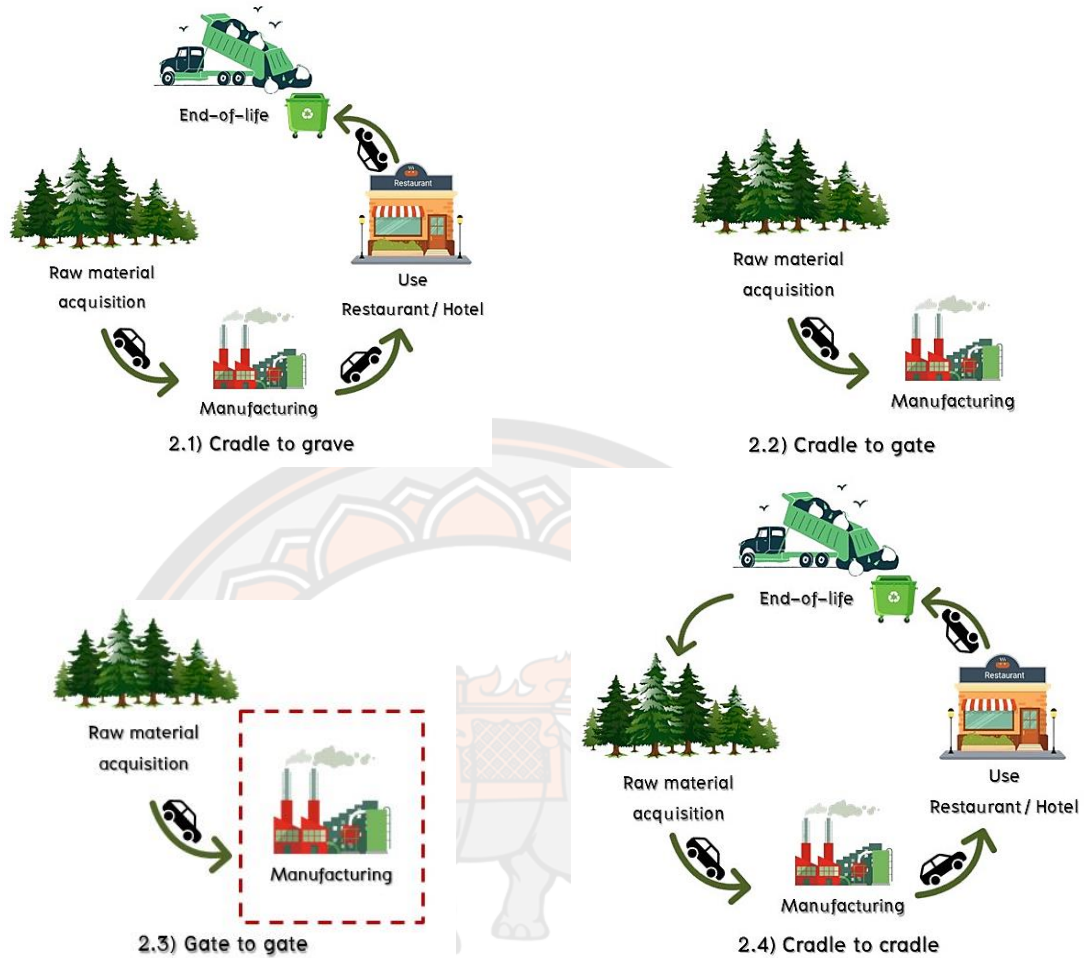 End-of-life
Restaurant
Raw material
acquisition
Use
Restaurant / Hotel
Manufacturing
2.1) Cradle to grave
Raw material
acquisition
Manufacturing
2.2) Cradle to gate
Raw material
acquisition
Manufacturing
2.3) Gate to gate
End-of-life
Restaurant
Raw material
acquisition
Use
Restaurant / Hotel
Manufacturing
2.4) Cradle to cradle